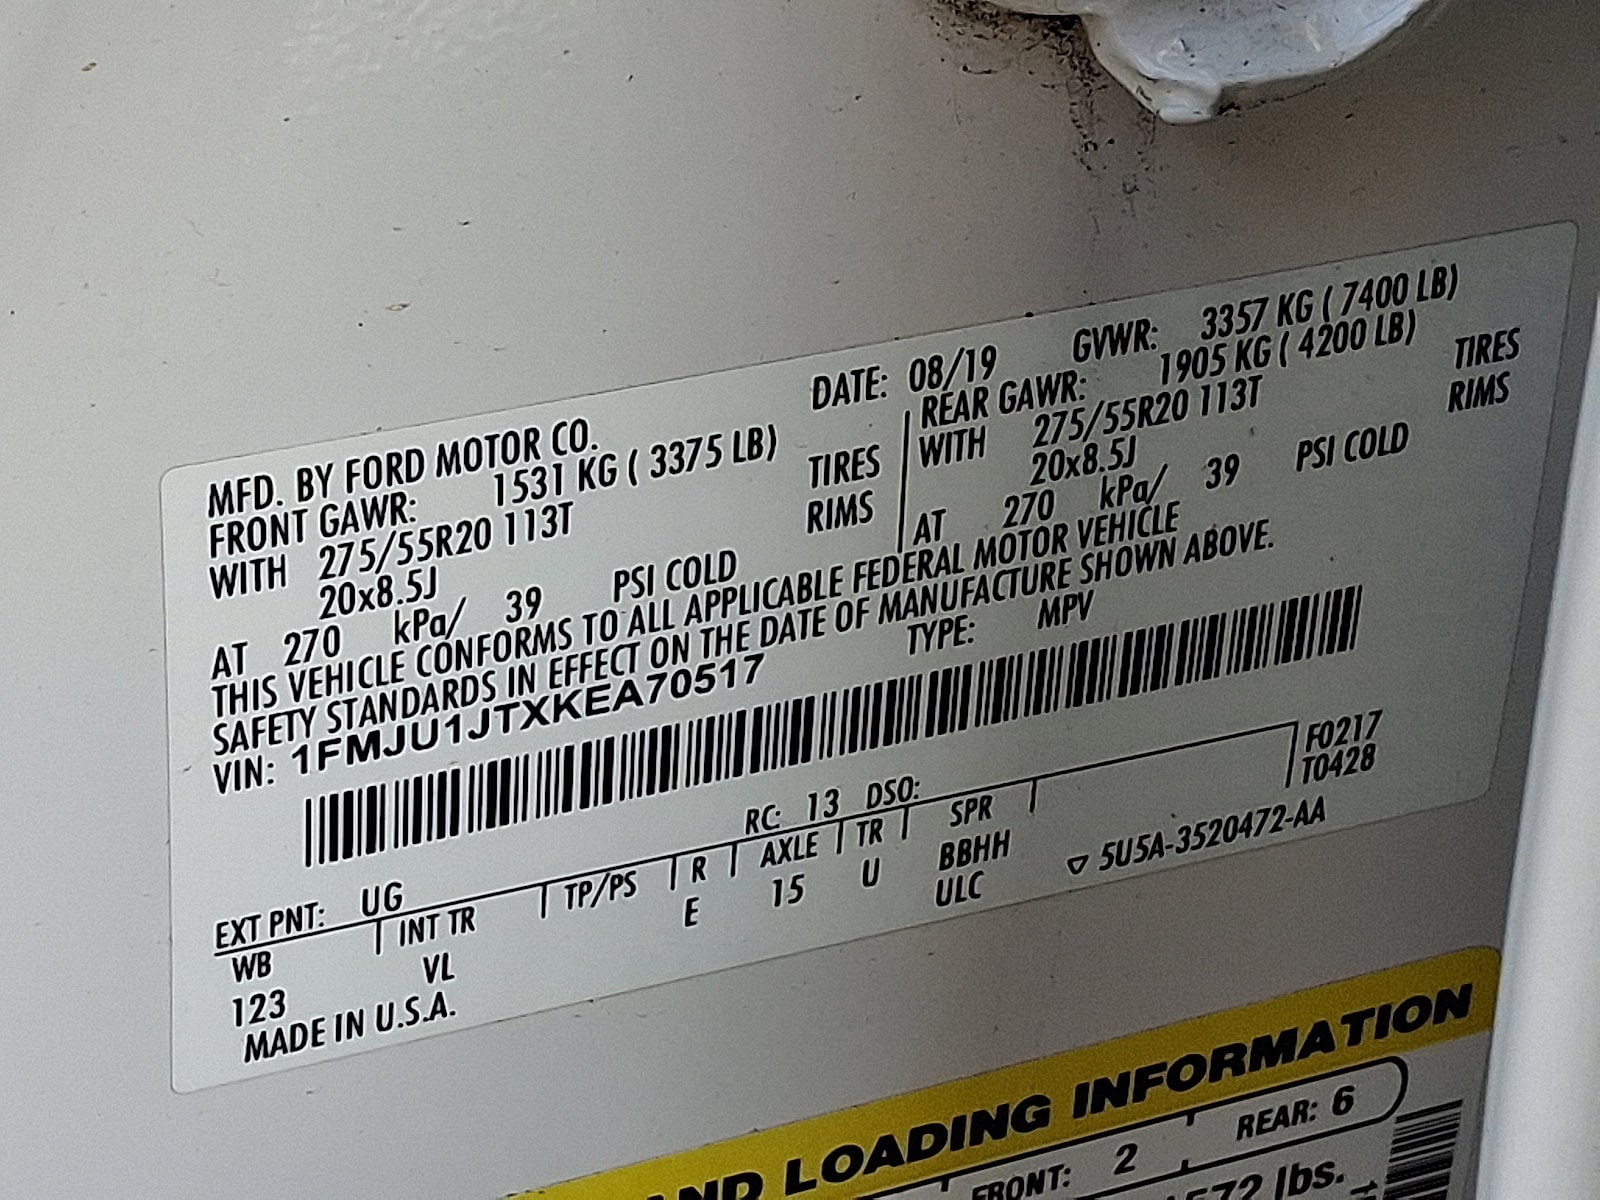 MFD. BY FORD MOTOR CO. DATE: 08/19 GVWR: 3357 KG ( 7400 LB)
FRONT GAWR: 1531 KG ( 3375 LB)
WITH 275/55R20 113T TIRES
20x8.5J RIMS
AT 270 kPa/ 39 PSI COLD
REAR GAWR: 1905 KG ( 4200 LB)
WITH 275/55R20 113T TIRES
20x8.5J RIMS
AT 270 kPa/ 39 PSI COLD
THIS VEHICLE CONFORMS TO ALL APPLICABLE FEDERAL MOTOR VEHICLE
SAFETY STANDARDS IN EFFECT ON THE DATE OF MANUFACTURE SHOWN ABOVE.
VIN: 1FMJU1JTXKEA70517 TYPE: MPV
F0217
T0428
EXT PNT: UG RC: 13 DSO:
WB INT TR TP/PS R AXLE TR SPR
123 VL E 15 U BBHH
ULC
MADE IN U.S.A. 5U5A-3520472-AA
LOADING INFORMATION
FRONT: 2 REAR: 6
lbs.